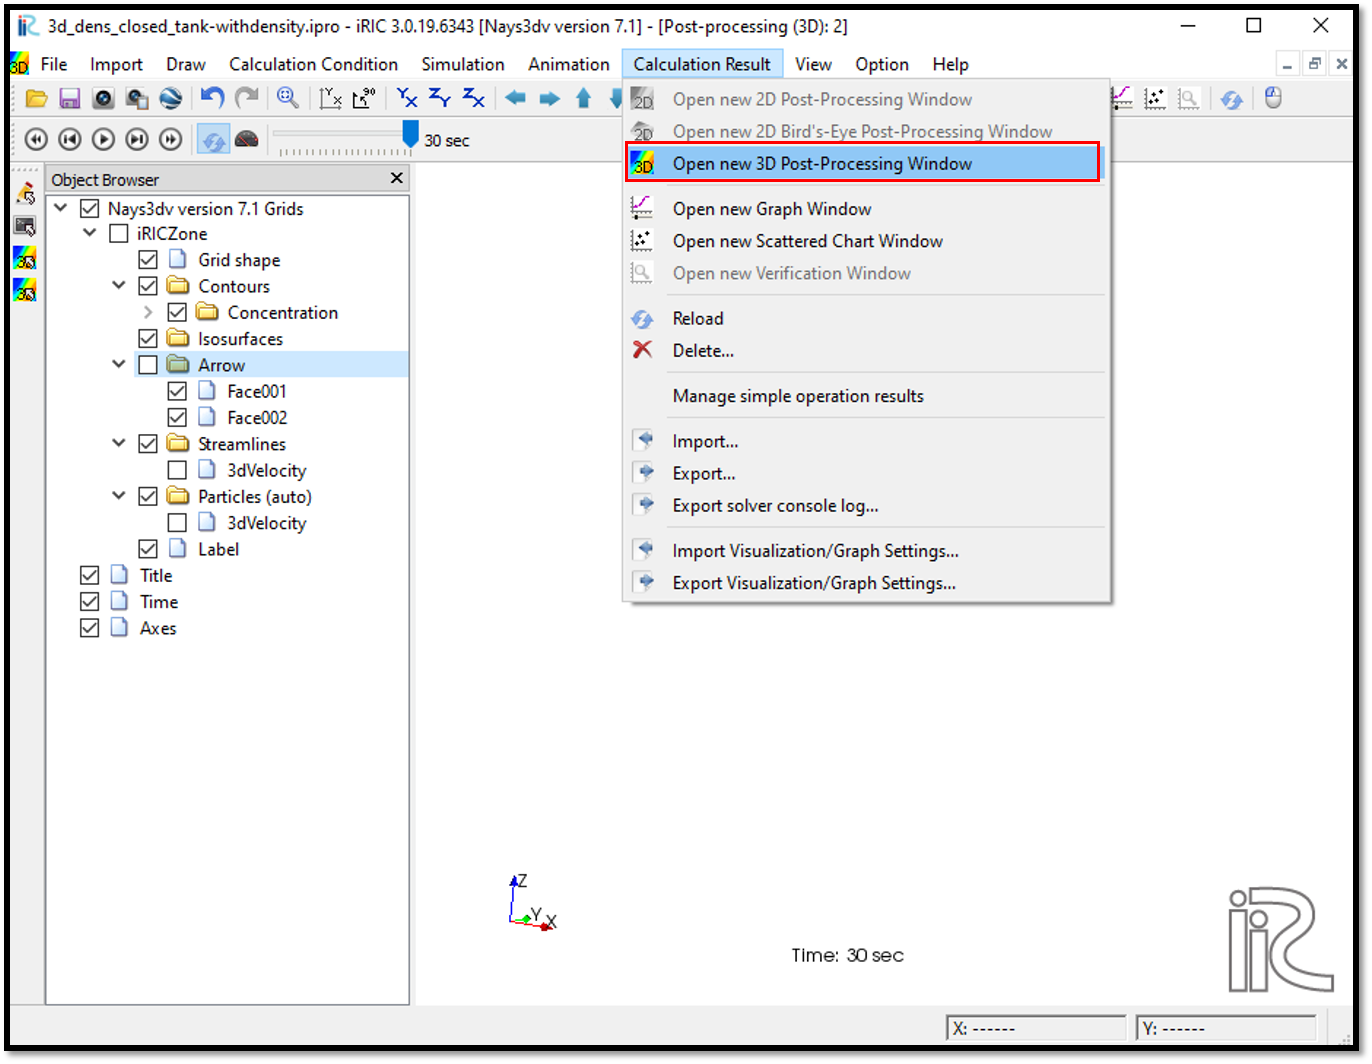 3d_dens_closed_tank-withdensity.ipro - iRIC 3.0.19.6343 [Nays3dv version 7.1] - [Post-processing (3D): 2]
3D File Import Draw Calculation Condition Simulation Animation Calculation Result View Option Help
30 sec
Object Browser
Nays3dv version 7.1 Grids
iRICZone
Grid shape
Contours
Concentration
Isosurfaces
Arrow
Face001
Face002
Streamlines
3dVelocity
Particles (auto)
3dVelocity
Label
Title
Time
Axes
2D Open new 2D Post-Processing Window
2D Open new 2D Bird's-Eye Post-Processing Window
3D Open new 3D Post-Processing Window
Open new Graph Window
Open new Scattered Chart Window
Open new Verification Window
Reload
Delete...
Manage simple operation results
Import...
Export...
Export solver console log...
Import Visualization/Graph Settings...
Export Visualization/Graph Settings...
Z
Y
X
Time: 30 sec
iRIC
X: ------
Y: ------